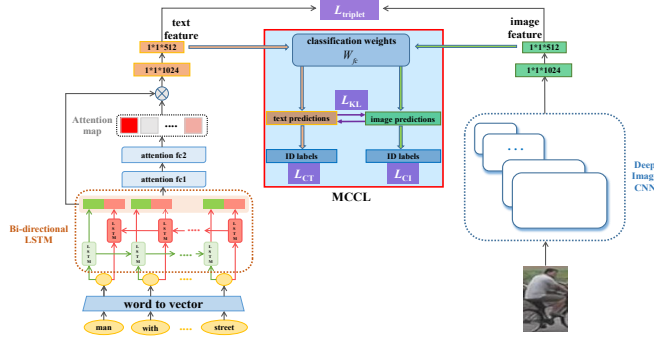 L_triplet
text
feature
image
feature
1*1*512
classification weights
W_fc
1*1*512
1*1*1024
1*1*1024
L_KL
Attention
map
....
text predictions
image predictions
attention fc2
ID labels
ID labels
L_CT
L_CI
attention fc1
MCCL
...
Deep
Image
CNN
Bi-directional
LSTM
....
LSTM
LSTM
LSTM
LSTM
LSTM
LSTM
....
....
word to vector
man
with
....
street